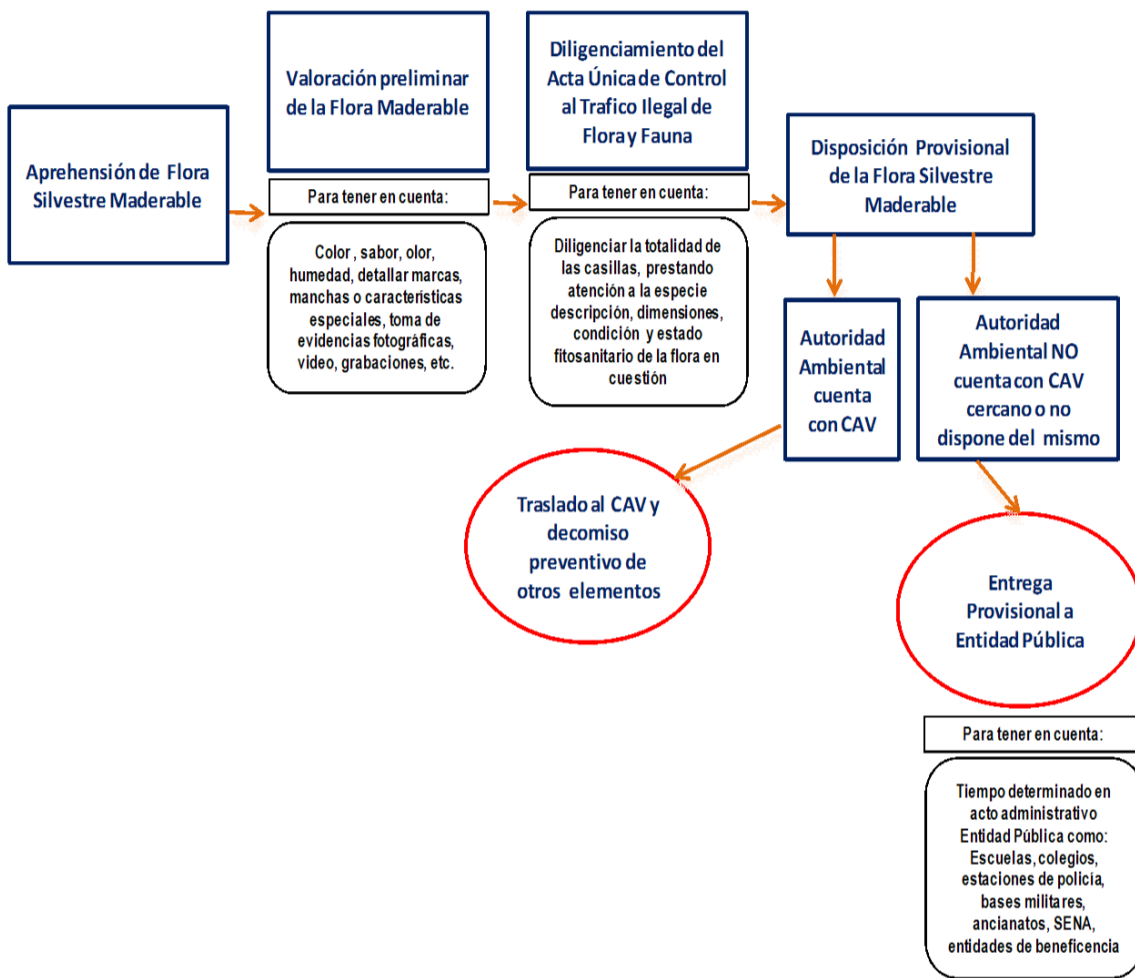 Aprehensión de Flora
Silvestre Maderable
Valoración preliminar
de la Flora Maderable
Para tener en cuenta:
Color , sabor, olor,
humedad, detallar marcas,
manchas o características
especiales, toma de
evidencias fotográficas,
video, grabaciones, etc.
Diligenciamiento del
Acta Única de Control
al Trafico Ilegal de
Flora y Fauna
Para tener en cuenta:
Diligenciar la totalidad de
las casillas, prestando
atención a la especie
descripción, dimensiones,
condición y estado
fitosanitario de la flora en
cuestión
Disposición Provisional
de la Flora Silvestre
Maderable
Autoridad
Ambiental
cuenta
con CAV
Autoridad
Ambiental NO
cuenta con CAV
cercano o no
dispone del mismo
Traslado al CAV y
decomiso
preventivo de
otros elementos
Entrega
Provisional a
Entidad Pública
Para tener en cuenta:
Tiempo determinado en
acto administrativo
Entidad Pública como:
Escuelas, colegios,
estaciones de policía,
bases militares,
ancianatos, SENA,
entidades de beneficencia